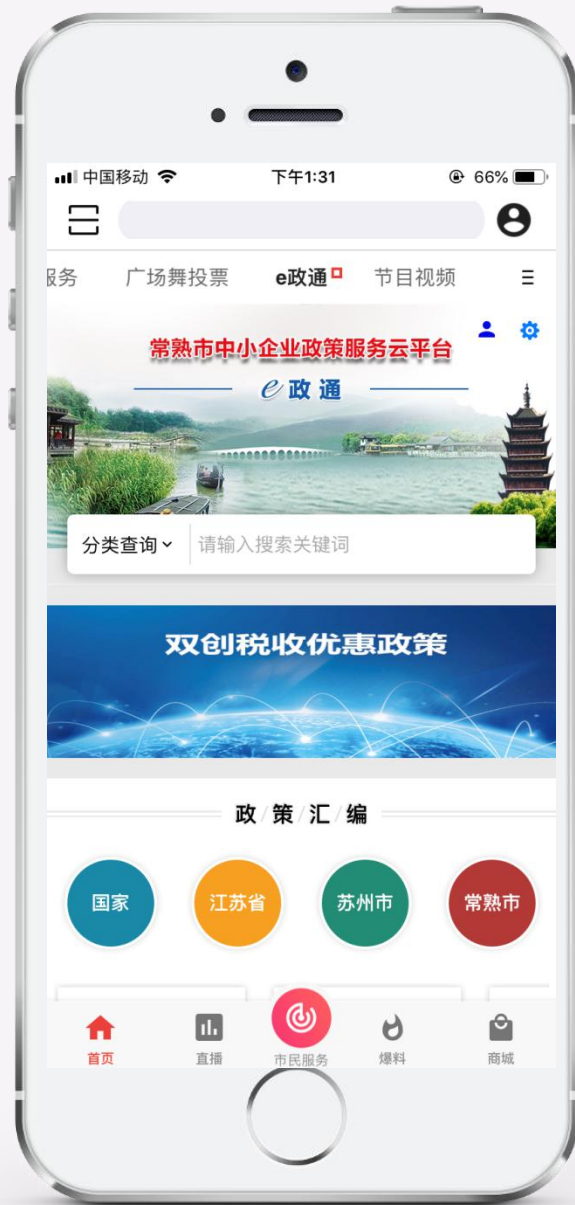 中国移动 下午1:31 66%
服务 广场舞投票 e政通 节目视频
常熟市中小企业政策服务云平台
e政通
分类查询 请输入搜索关键词
双创税收优惠政策
政/策/汇/编
国家 江苏省 苏州市 常熟市
首页 直播 市民服务 爆料 商城